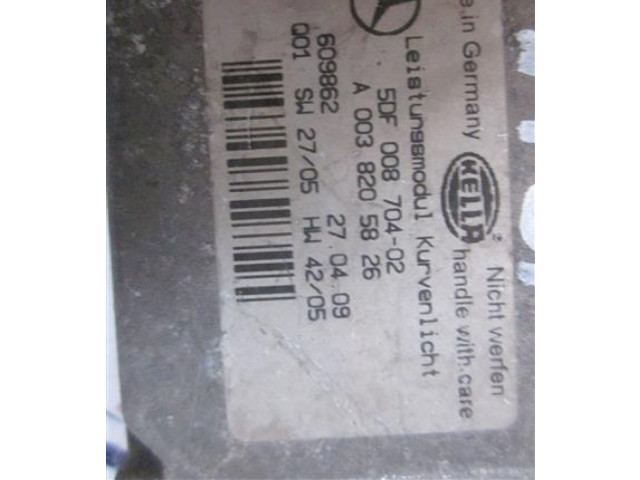 Nicht werfen
.in Germany HELLA handle with care
Leistungsmodul Kurvenlicht
5DF 008 704-02
A 003 820 58 26
609862 27.04.09
Q01 SW 27/05 HW 42/05